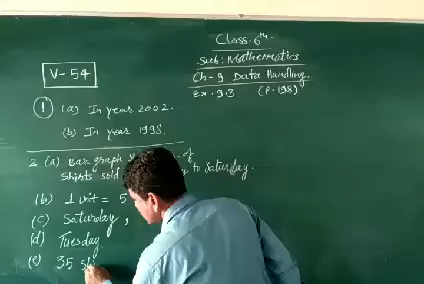 Class. 6th.
Sub: Mathematics
Ch-9 Data Handling.
Ex. 9.3 (P-198)
V-54
1 (a) In year 2002.
(b) In year 1998.
2 (a) Bar graph of
Shirts sold to Saturday.
(b) 1 unit = 5
(c) Saturday,
(d) Tuesday
(e) 35